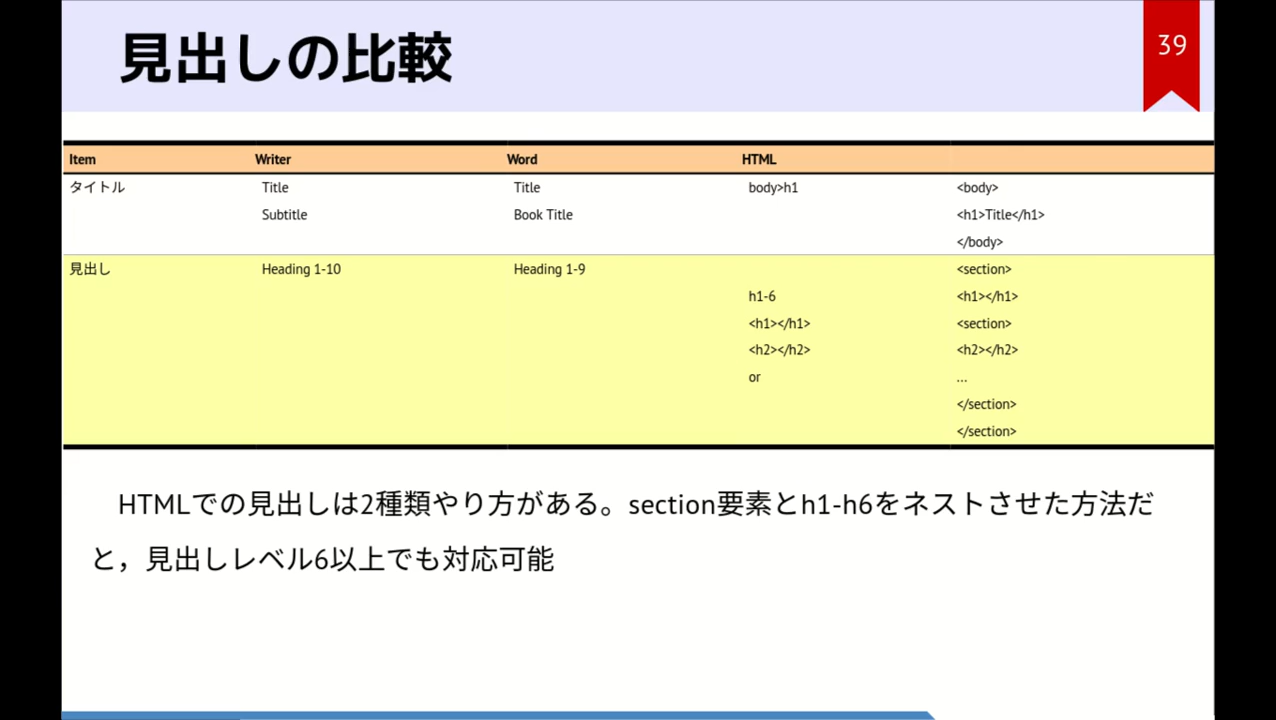 見出しの比較
39
Item Writer Word HTML
タイトル Title Title body>h1 <body>
Subtitle Book Title <h1>Title</h1>
</body>
見出し Heading 1-10 Heading 1-9 <section>
h1-6 <h1></h1>
<h1></h1> <section>
<h2></h2> <h2></h2>
or ...
</section>
</section>
HTMLでの見出しは2種類やり方がある。section要素とh1-h6をネストさせた方法だ
と，見出しレベル6以上でも対応可能